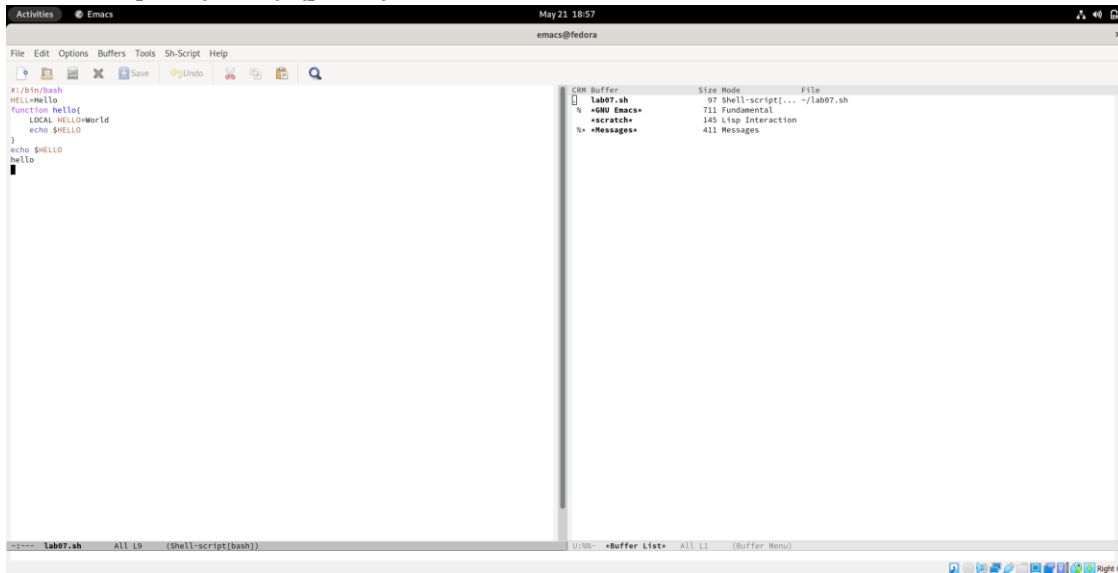 Activities Emacs May 21 18:57
emacs@fedora
File Edit Options Buffers Tools Sh-Script Help
Save Undo
#!/bin/bash
HELL=Hello
function hello{
LOCAL HELLO=World
echo $HELLO
}
echo $HELLO
hello
-:--- lab07.sh All L9 (Shell-script[bash])
CRM Buffer Size Mode File
. lab07.sh 97 Shell-script[... ~/lab07.sh
% *GNU Emacs* 711 Fundamental
*scratch* 145 Lisp Interaction
%* *Messages* 411 Messages
U:%%- *Buffer List* All L1 (Buffer Menu)
Right